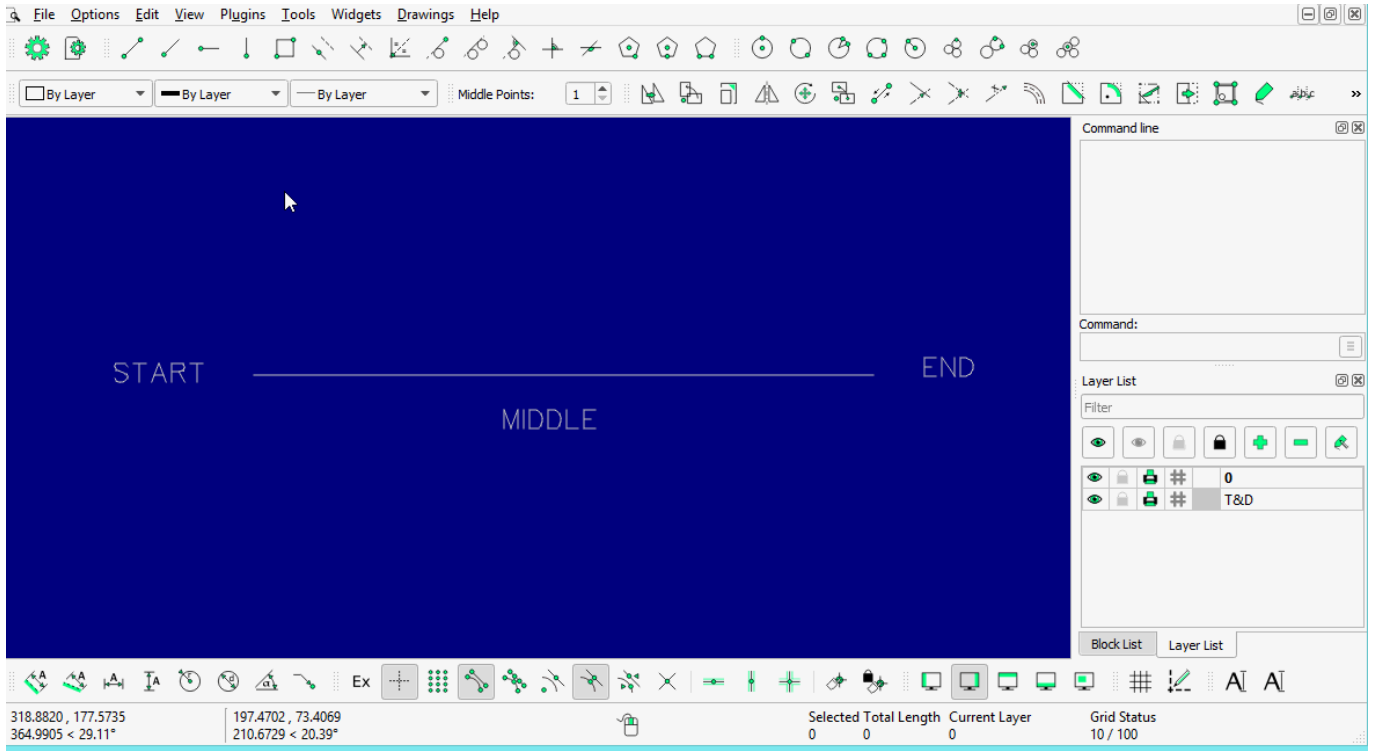 File Options Edit View Plugins Tools Widgets Drawings Help
By Layer By Layer By Layer Middle Points: 1 abc »
Command line
START END
MIDDLE
Command:
Layer List
Filter
0
T&D
Block List Layer List
A A A A α Ex AI AI
318.8820 , 177.5735 197.4702 , 73.4069 Selected Total Length Current Layer Grid Status
364.9905 < 29.11° 210.6729 < 20.39° 0 0 0 10 / 100